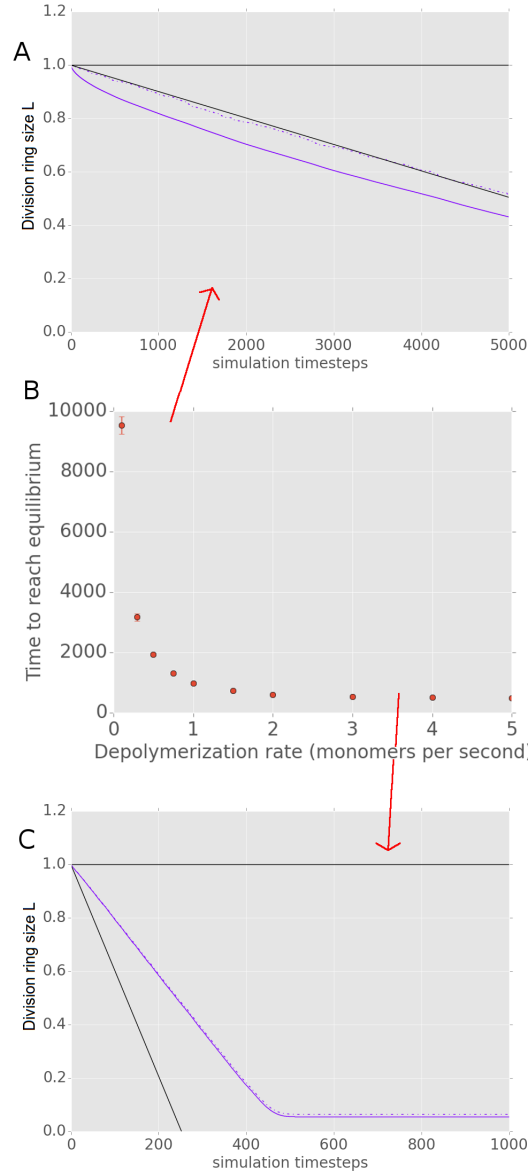 A
1.2
1.0
0.8
0.6
0.4
0.2
0.0
Division ring size L
0 1000 2000 3000 4000 5000
simulation timesteps
B
10000
8000
6000
4000
2000
0
Time to reach equilibrium
0 1 2 3 4 5
Depolymerization rate (monomers per second)
C
1.2
1.0
0.8
0.6
0.4
0.2
0.0
Division ring size L
0 200 400 600 800 1000
simulation timesteps